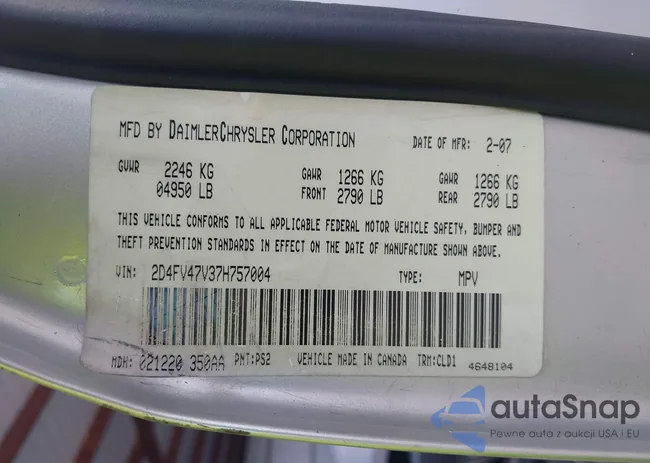 MFD BY DAIMLERCHRYSLER CORPORATION DATE OF MFR: 2-07
GVWR 2246 KG GAWR 1266 KG GAWR 1266 KG
04950 LB FRONT 2790 LB REAR 2790 LB
THIS VEHICLE CONFORMS TO ALL APPLICABLE FEDERAL MOTOR VEHICLE SAFETY, BUMPER AND
THEFT PREVENTION STANDARDS IN EFFECT ON THE DATE OF MANUFACTURE SHOWN ABOVE.
VIN: 2D4FV47V37H757004 TYPE: MPV
MDH: 021220 350AA PNT:PS2 VEHICLE MADE IN CANADA TRM:CLD1 4648104
autaSnap
Pewne auta z aukcji USA i EU